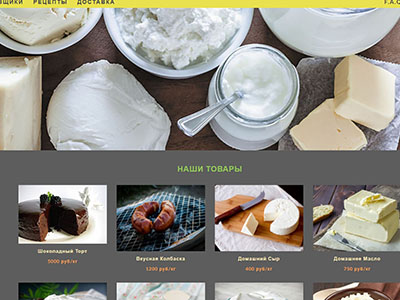 РЕЦЕПТЫ ДОСТАВКА F.A.
НАШИ ТОВАРЫ
Шоколадный Торт Вкусная Колбаска Домашний Сыр Домашнее Масло
5000 руб/кг 1200 руб/кг 400 руб/кг 750 руб/кг